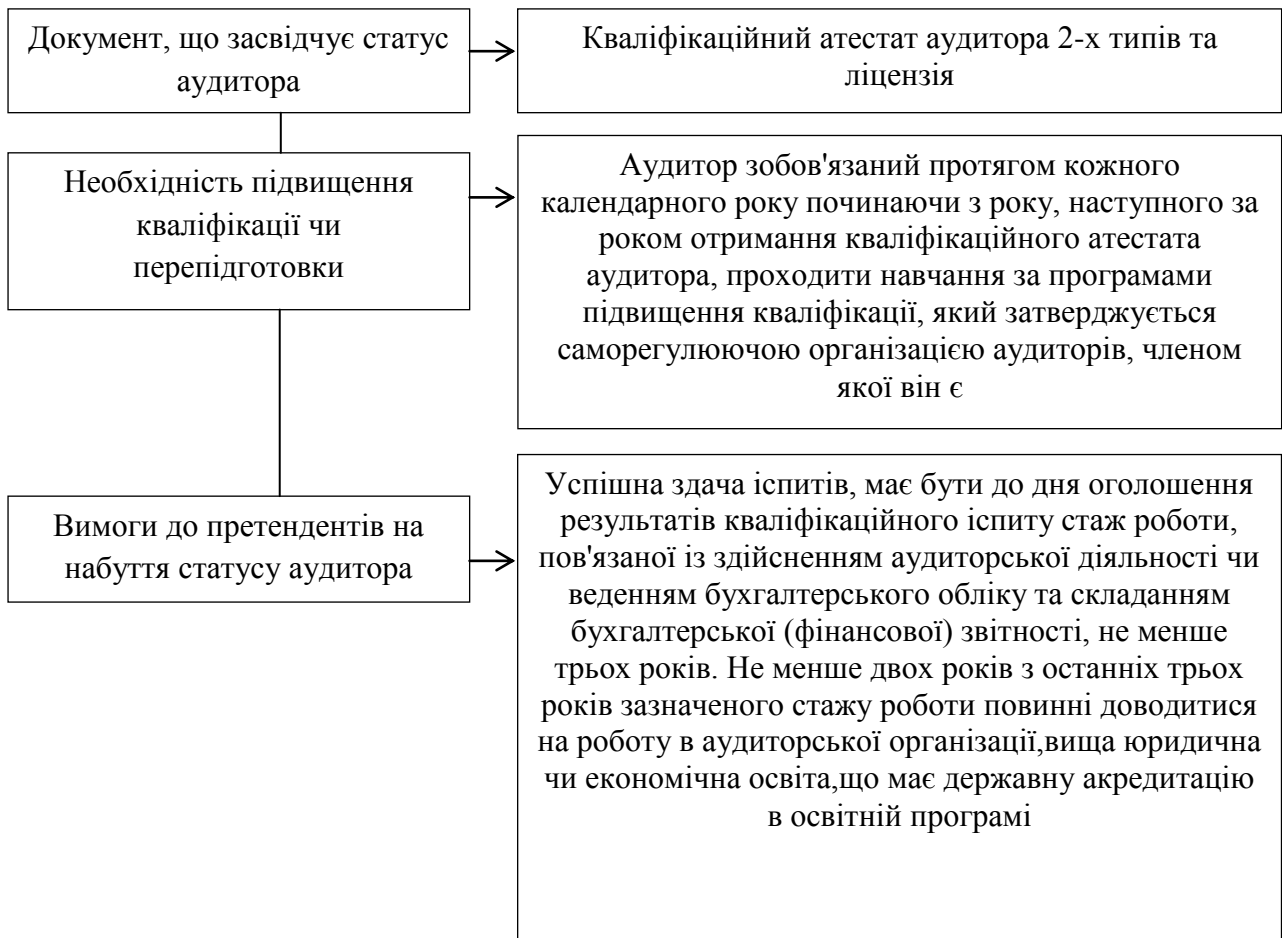 Документ, що засвідчує статус
аудитора
Кваліфікаційний атестат аудитора 2-х типів та
ліцензія
Необхідність підвищення
кваліфікації чи
перепідготовки
Аудитор зобов'язаний протягом кожного
календарного року починаючи з року, наступного за
роком отримання кваліфікаційного атестата
аудитора, проходити навчання за програмами
підвищення кваліфікації, який затверджується
саморегулюючою організацією аудиторів, членом
якої він є
Вимоги до претендентів на
набуття статусу аудитора
Успішна здача іспитів, має бути до дня оголошення
результатів кваліфікаційного іспиту стаж роботи,
пов'язаної із здійсненням аудиторської діяльності чи
веденням бухгалтерського обліку та складанням
бухгалтерської (фінансової) звітності, не менше
трьох років. Не менше двох років з останніх трьох
років зазначеного стажу роботи повинні доводитися
на роботу в аудиторської організації,вища юридична
чи економічна освіта,що має державну акредитацію
в освітній програмі